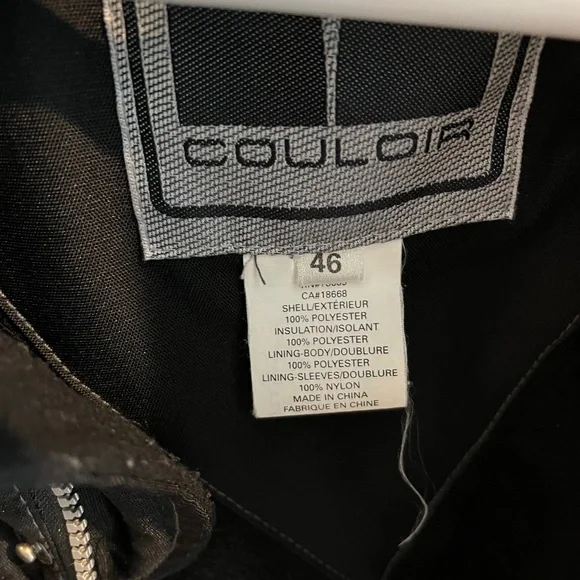 COULOIR
46
CA#18668
SHELL/EXTÉRIEUR
100% POLYESTER
INSULATION/ISOLANT
100% POLYESTER
LINING-BODY/DOUBLURE
100% POLYESTER
LINING-SLEEVES/DOUBLURE
100% NYLON
MADE IN CHINA
FABRIQUE EN CHINE